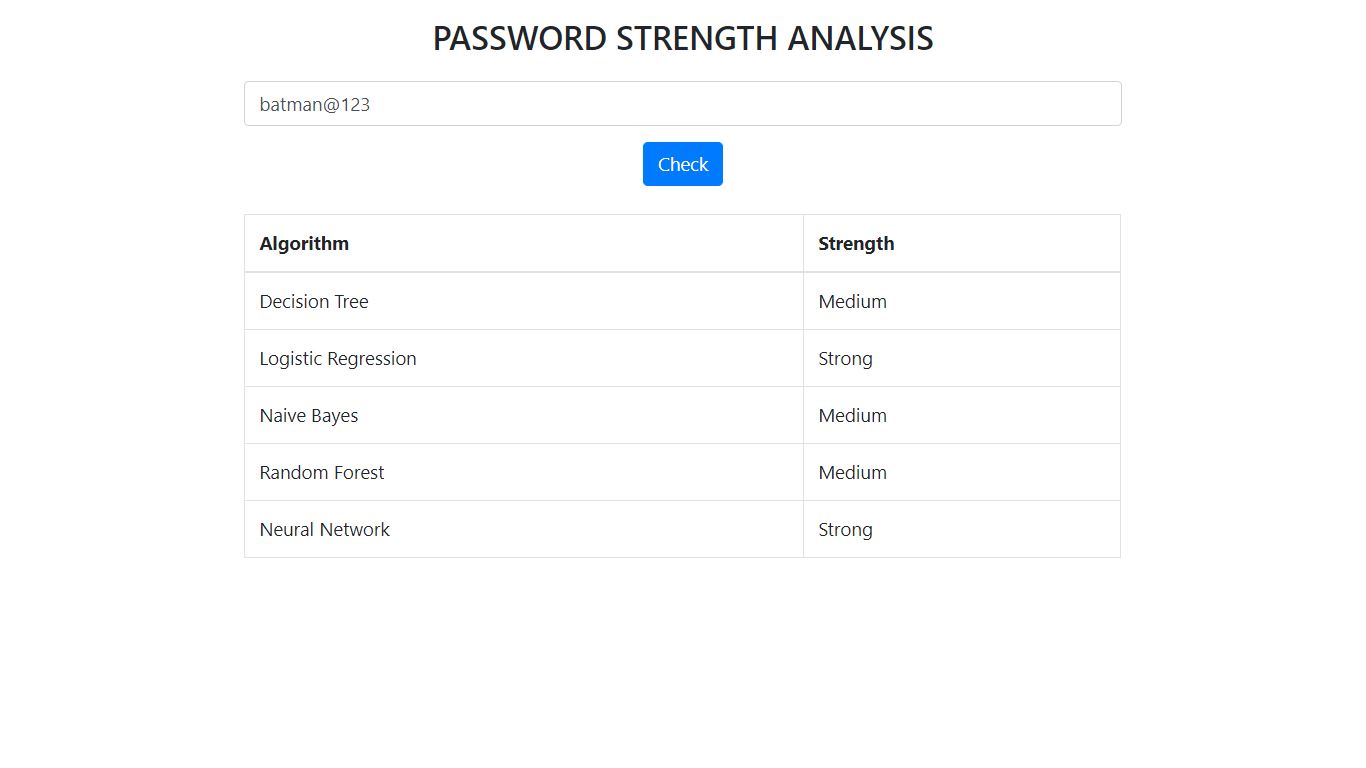 PASSWORD STRENGTH ANALYSIS
batman@123
Check
Algorithm Strength
Decision Tree Medium
Logistic Regression Strong
Naive Bayes Medium
Random Forest Medium
Neural Network Strong